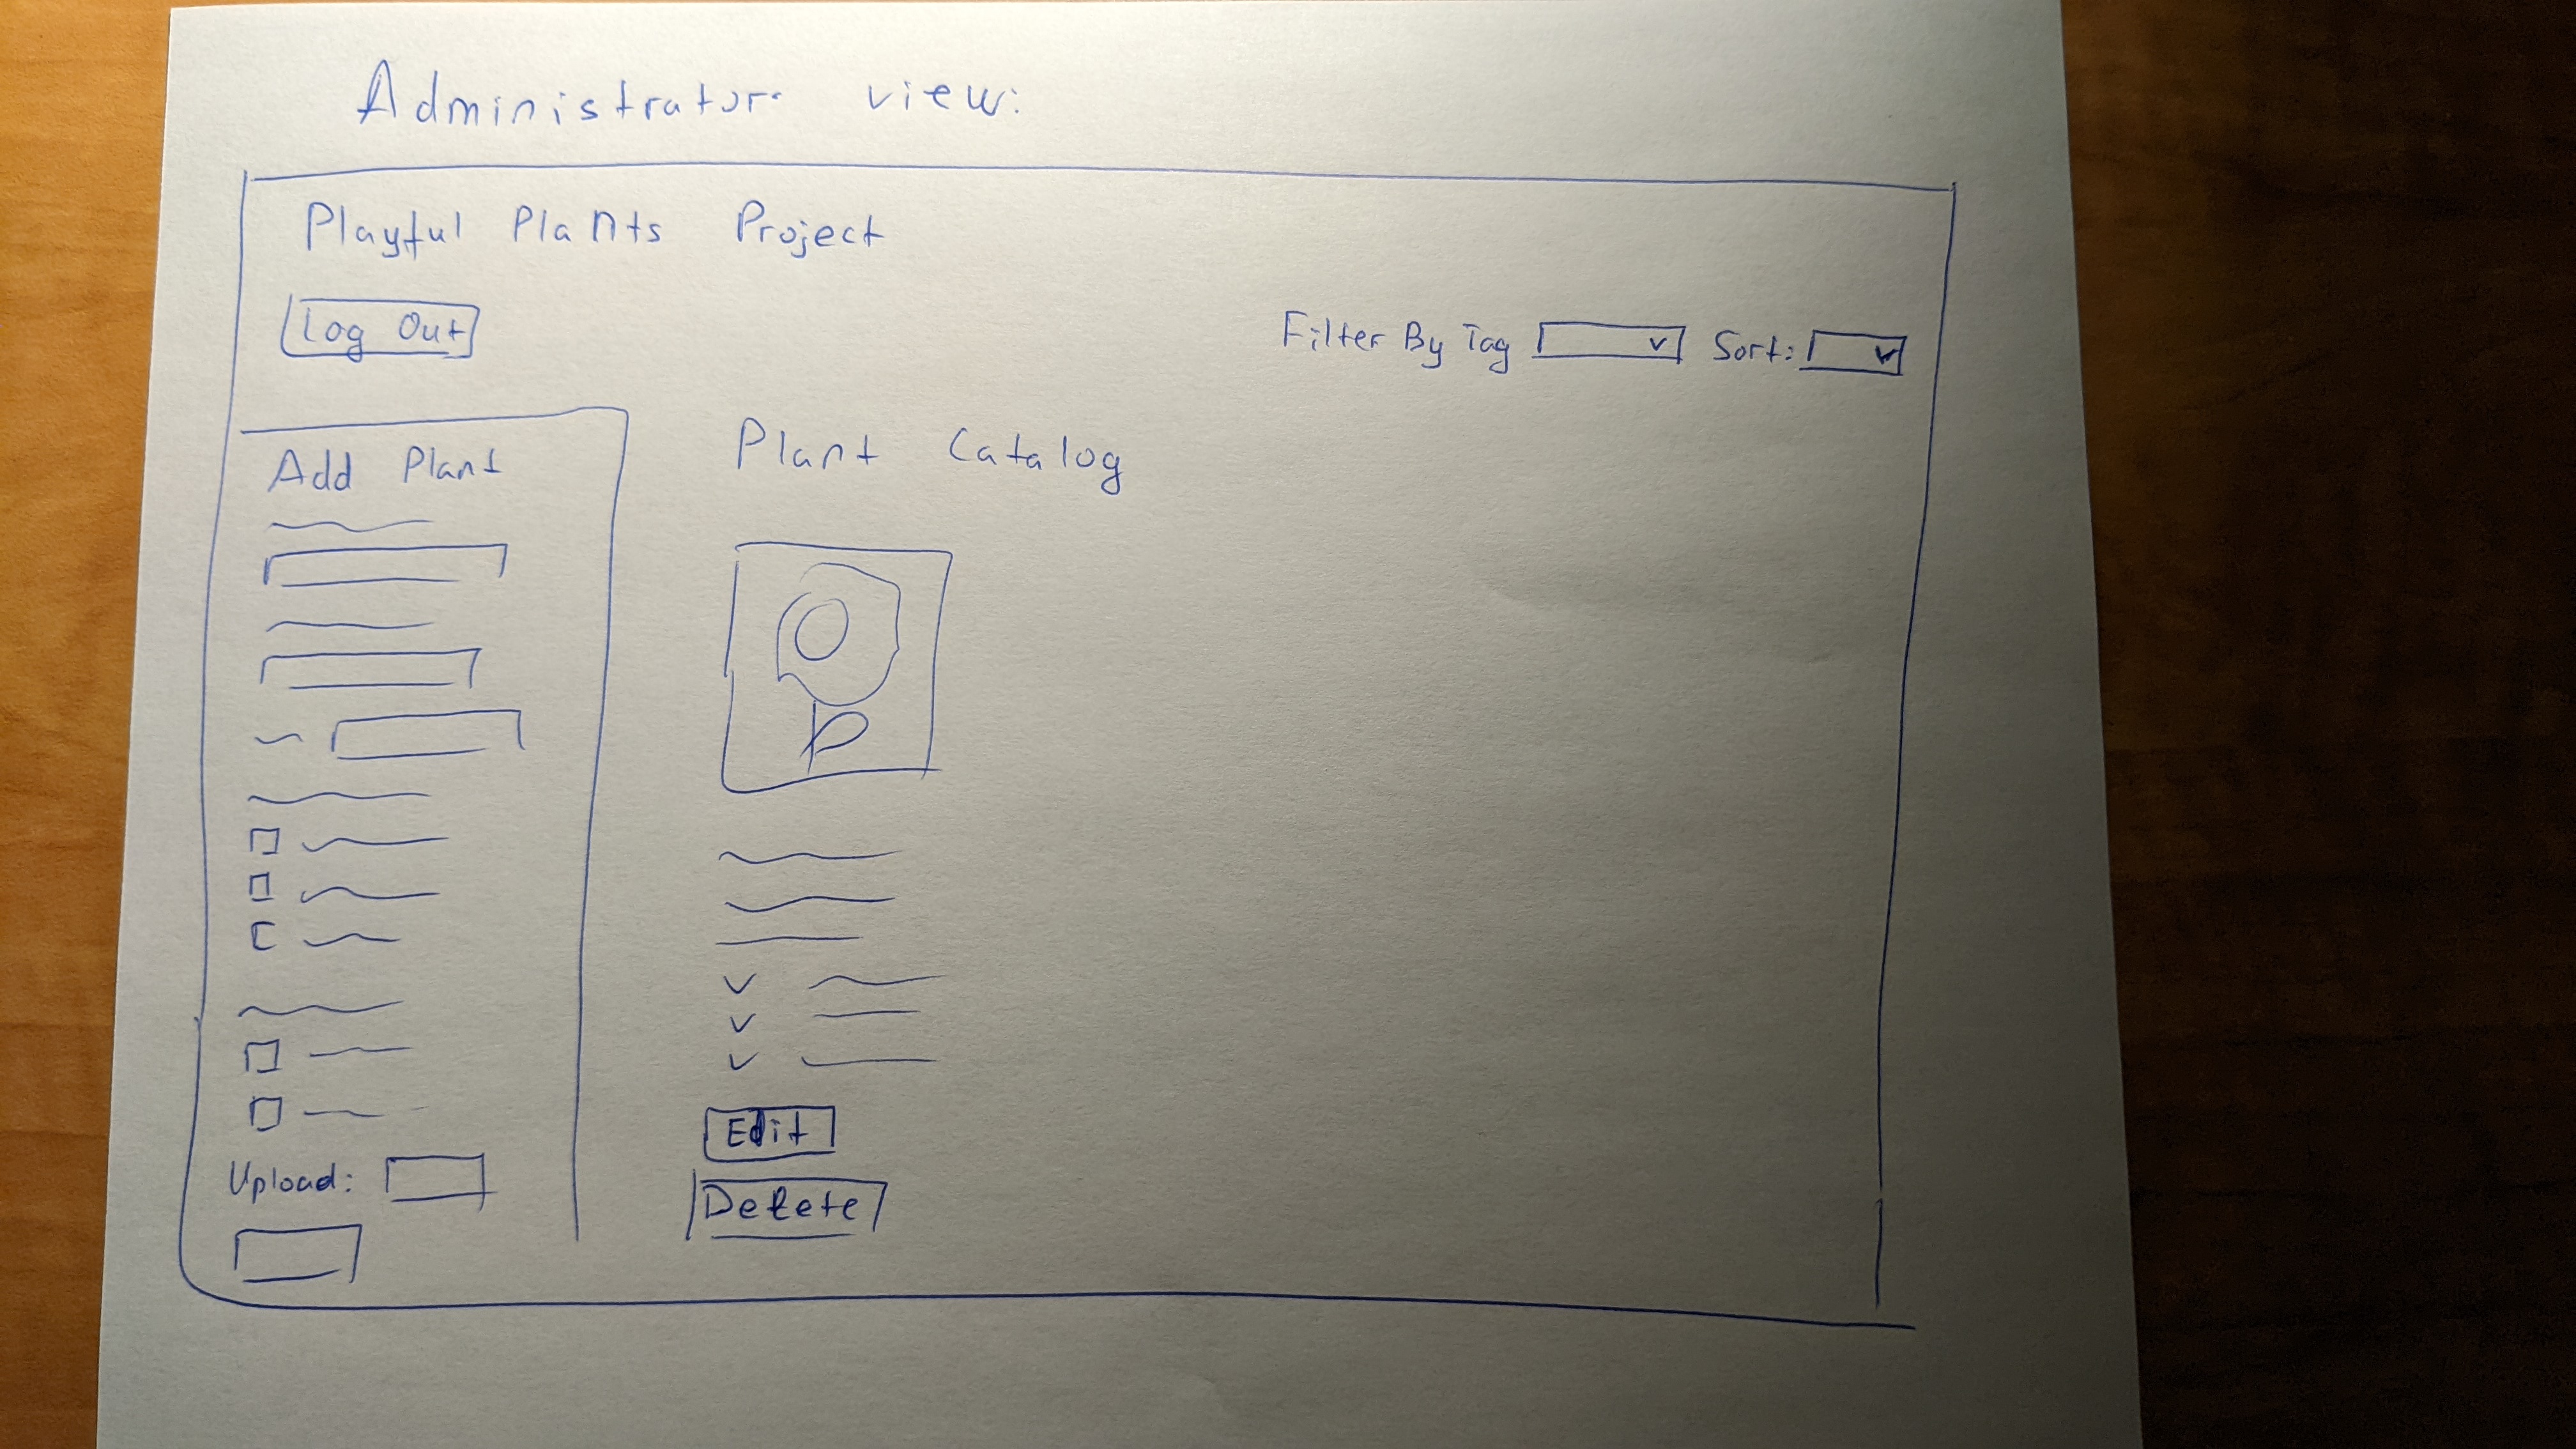 Administrator view:
Playful Plants Project
Log Out
Filter By Tag Sort:
Add Plant
Plant Catalog
Upload:
Edit
Delete